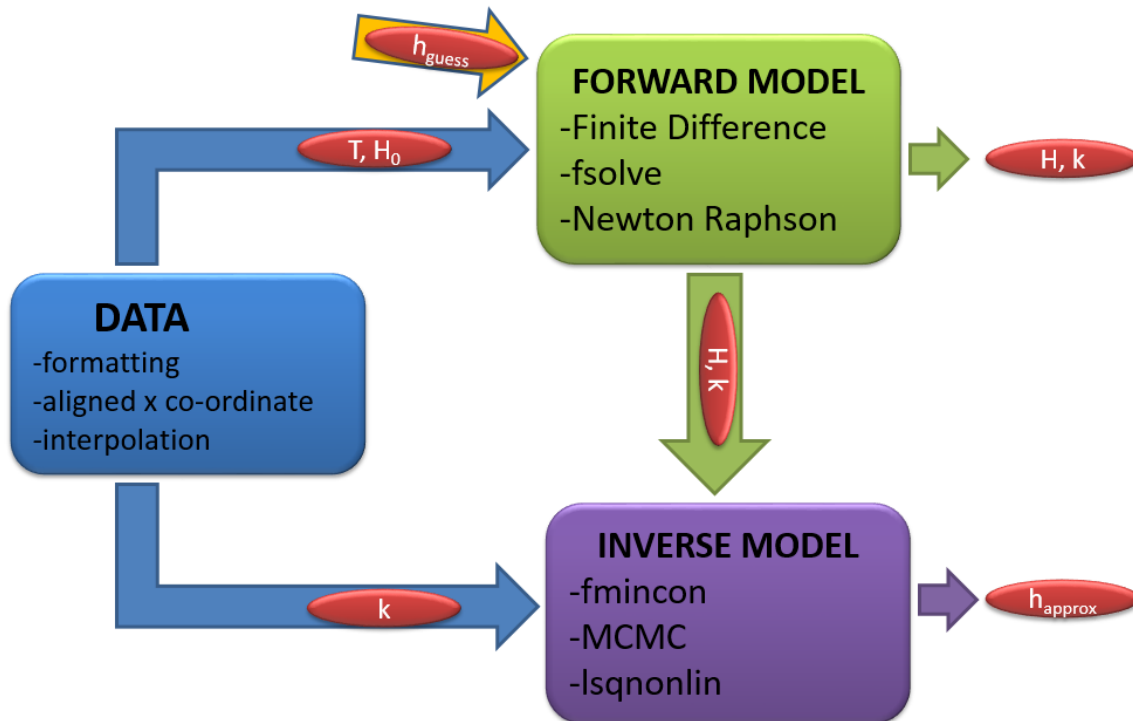 h_guess
FORWARD MODEL
-Finite Difference
-fsolve
-Newton Raphson
T, H₀
H, k
DATA
-formatting
-aligned x co-ordinate
-interpolation
H, k
INVERSE MODEL
-fmincon
-MCMC
-lsqnonlin
k
h_approx